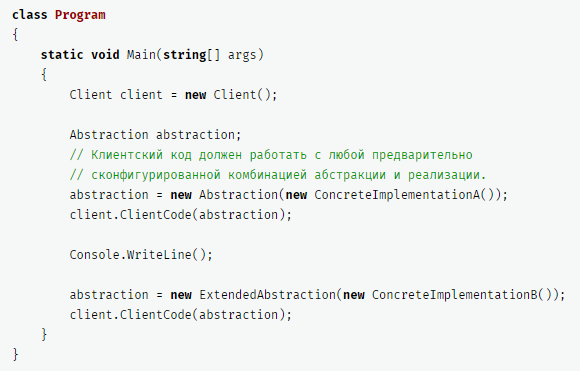 class Program
{
    static void Main(string[] args)
    {
        Client client = new Client();

        Abstraction abstraction;
        // Клиентский код должен работать с любой предварительно
        // сконфигурированной комбинацией абстракции и реализации.
        abstraction = new Abstraction(new ConcreteImplementationA());
        client.ClientCode(abstraction);

        Console.WriteLine();

        abstraction = new ExtendedAbstraction(new ConcreteImplementationB());
        client.ClientCode(abstraction);
    }
}